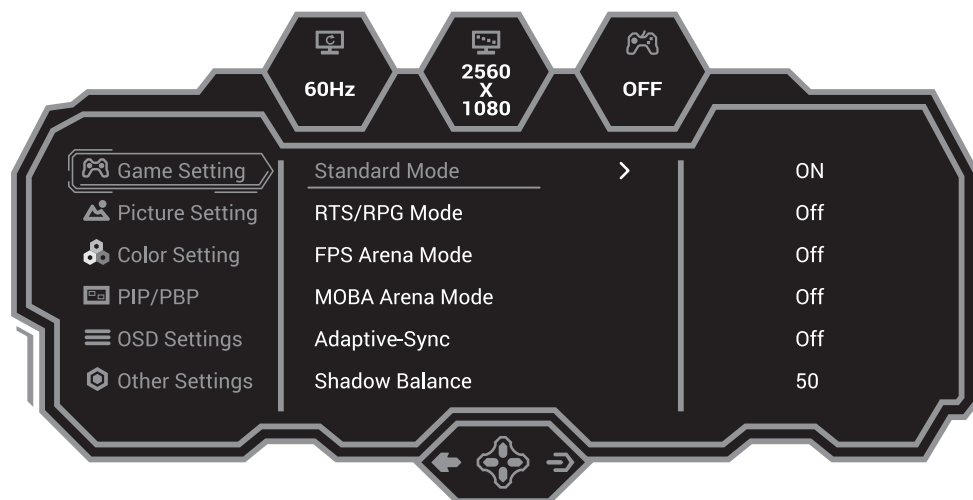 60Hz
2560
X
1080
OFF
Game Setting
Standard Mode
ON
Picture Setting
RTS/RPG Mode
Off
Color Setting
FPS Arena Mode
Off
PIP/PBP
MOBA Arena Mode
Off
OSD Settings
Adaptive-Sync
Off
Other Settings
Shadow Balance
50